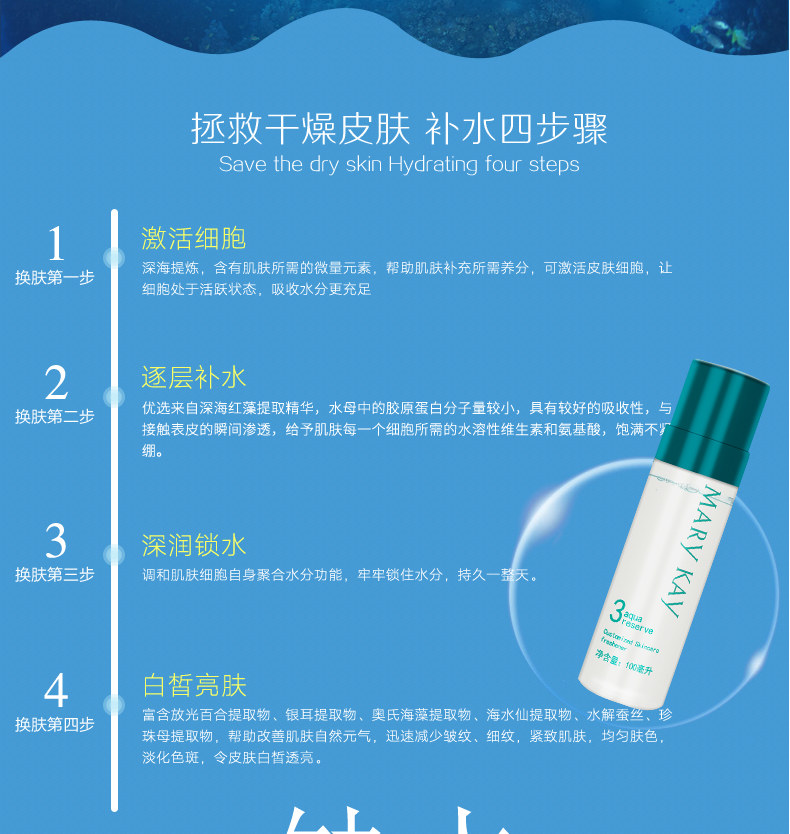 拯救干燥皮肤 补水四步骤
Save the dry skin Hydrating four steps
1
换肤第一步
激活细胞
深海提炼，含有肌肤所需的微量元素，帮助肌肤补充所需养分，可激活皮肤细胞，让
细胞处于活跃状态，吸收水分更充足
2
换肤第二步
逐层补水
优选来自深海红藻提取精华，水母中的胶原蛋白分子量较小，具有较好的吸收性，与
接触表皮的瞬间渗透，给予肌肤每一个细胞所需的水溶性维生素和氨基酸，饱满不紧
绷。
3
换肤第三步
深润锁水
调和肌肤细胞自身聚合水分功能，牢牢锁住水分，持久一整天。
4
换肤第四步
白皙亮肤
富含放光百合提取物、银耳提取物、奥氏海藻提取物、海水仙提取物、水解蚕丝、珍
珠母提取物，帮助改善肌肤自然元气，迅速减少皱纹、细纹，紧致肌肤，均匀肤色，
淡化色斑，令皮肤白皙透亮。
MARY KAY
3 aqua
reserve
Customized Skincare
Freshener
净含量：100毫升